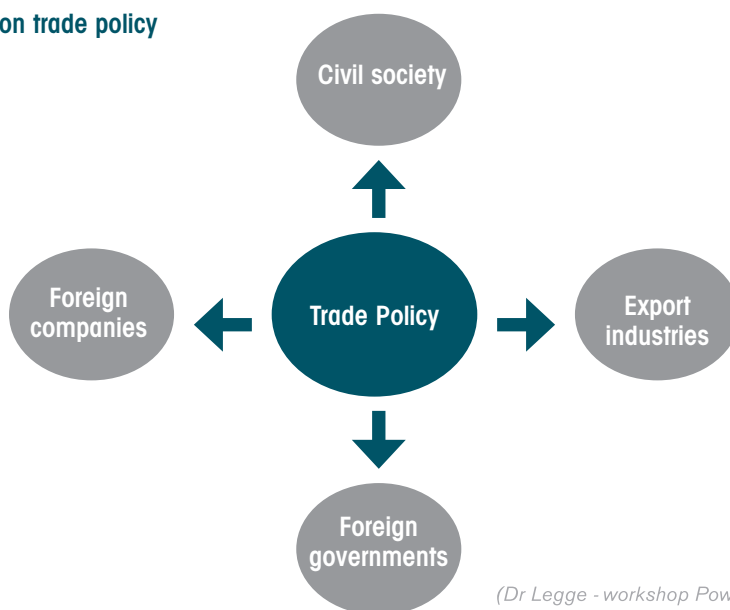 on trade policy
Civil society
Foreign
companies
Trade Policy
Export
industries
Foreign
governments
(Dr Legge - workshop Pow